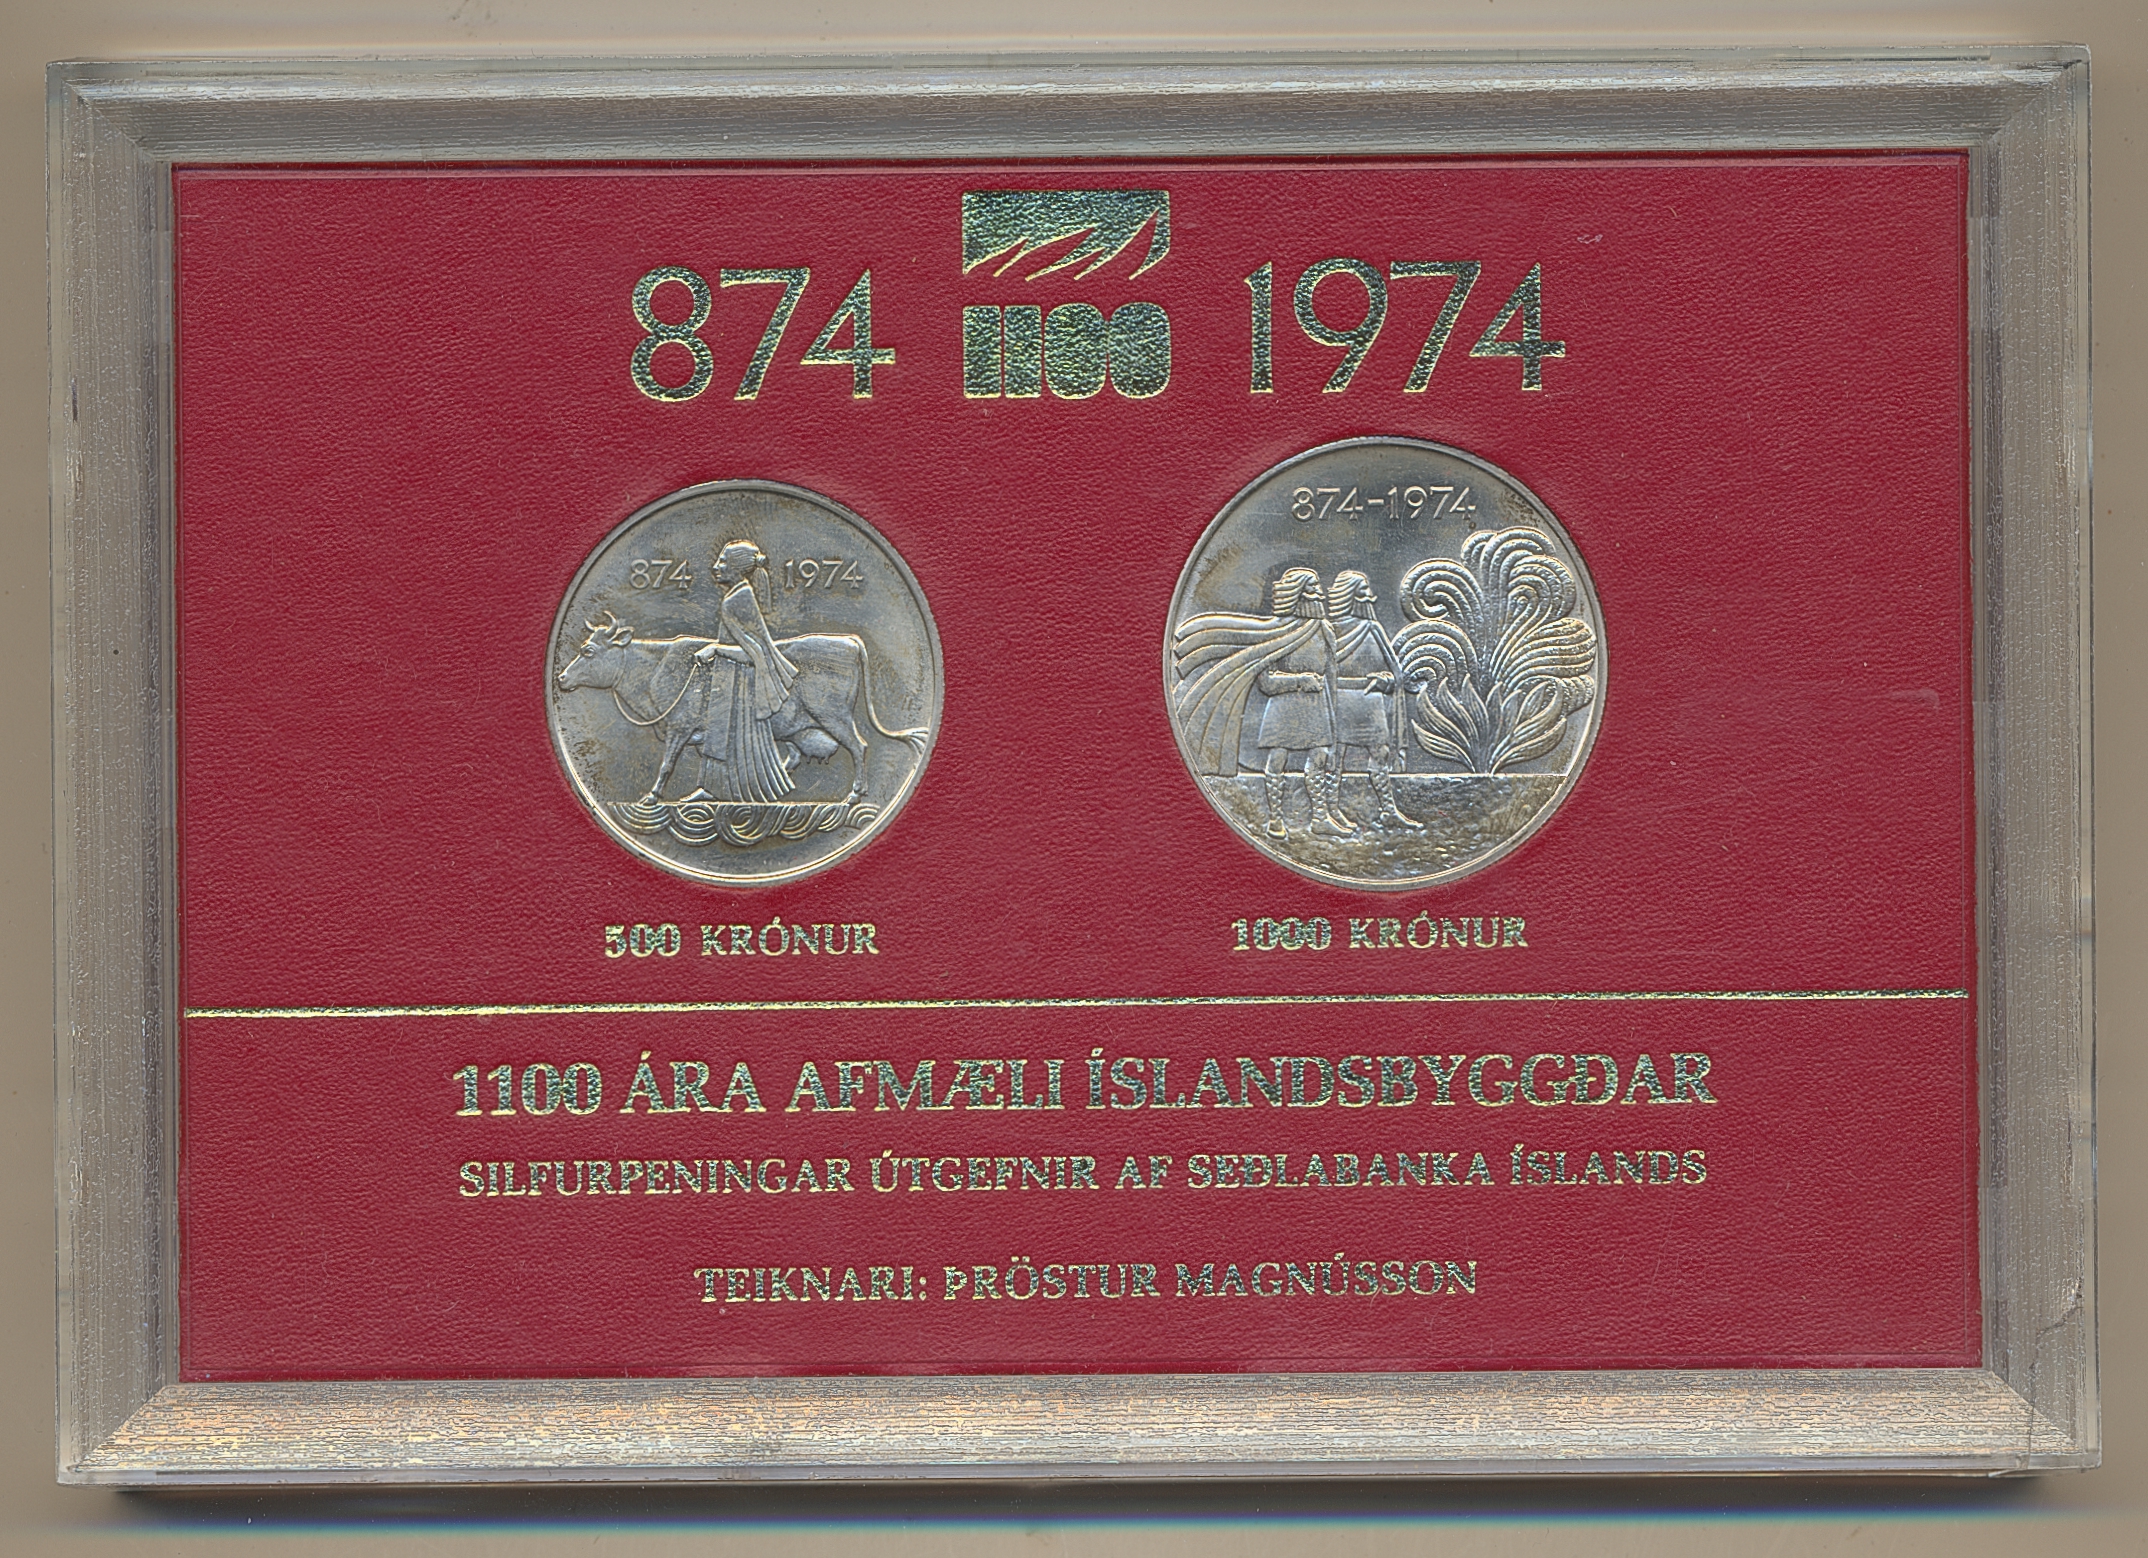 874 1100 1974
874 1974
874-1974
500 KRÓNUR
1000 KRÓNUR
1100 ÁRA AFMÆLI ÍSLANDSBYGGÐAR
SILFURPENINGAR ÚTGEFNIR AF SEÐLABANKA ÍSLANDS
TEIKNARI: ÞRÖSTUR MAGNÚSSON